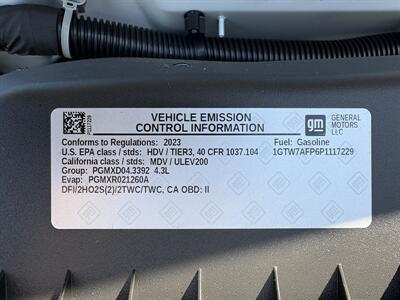 P1117229
VEHICLE EMISSION
CONTROL INFORMATION
gm GENERAL
MOTORS
LLC
Conforms to Regulations: 2023 Fuel: Gasoline
U.S. EPA class / stds: HDV / TIER3, 40 CFR 1037.104 1GTW7AFP6P1117229
California class / stds: MDV / ULEV200
Group: PGMXD04.3392 4.3L
Evap: PGMXR021260A
DFI/2HO2S(2)/2TWC/TWC, CA OBD: II